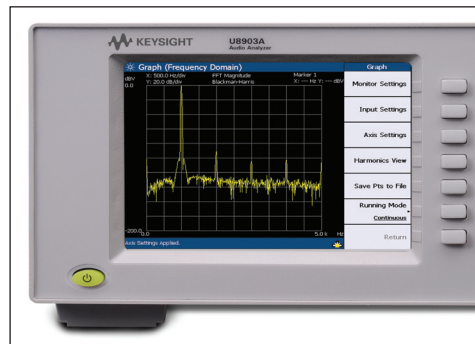 KEYSIGHT
U8903A
Audio Analyzer
Graph (Frequency Domain)
Graph
dBV
X: 500.0 Hz/div
FFT Magnitude
Marker 1
Y: 20.0 dB/div
Blackman-Harris
X: --- Hz Y: --- dBV
0.0
Monitor Settings
Input Settings
Axis Settings
Harmonics View
Save Pts to File
Running Mode
Continuous
Return
-200.0
0.0
5.0 k
Hz
Axis Settings Applied.